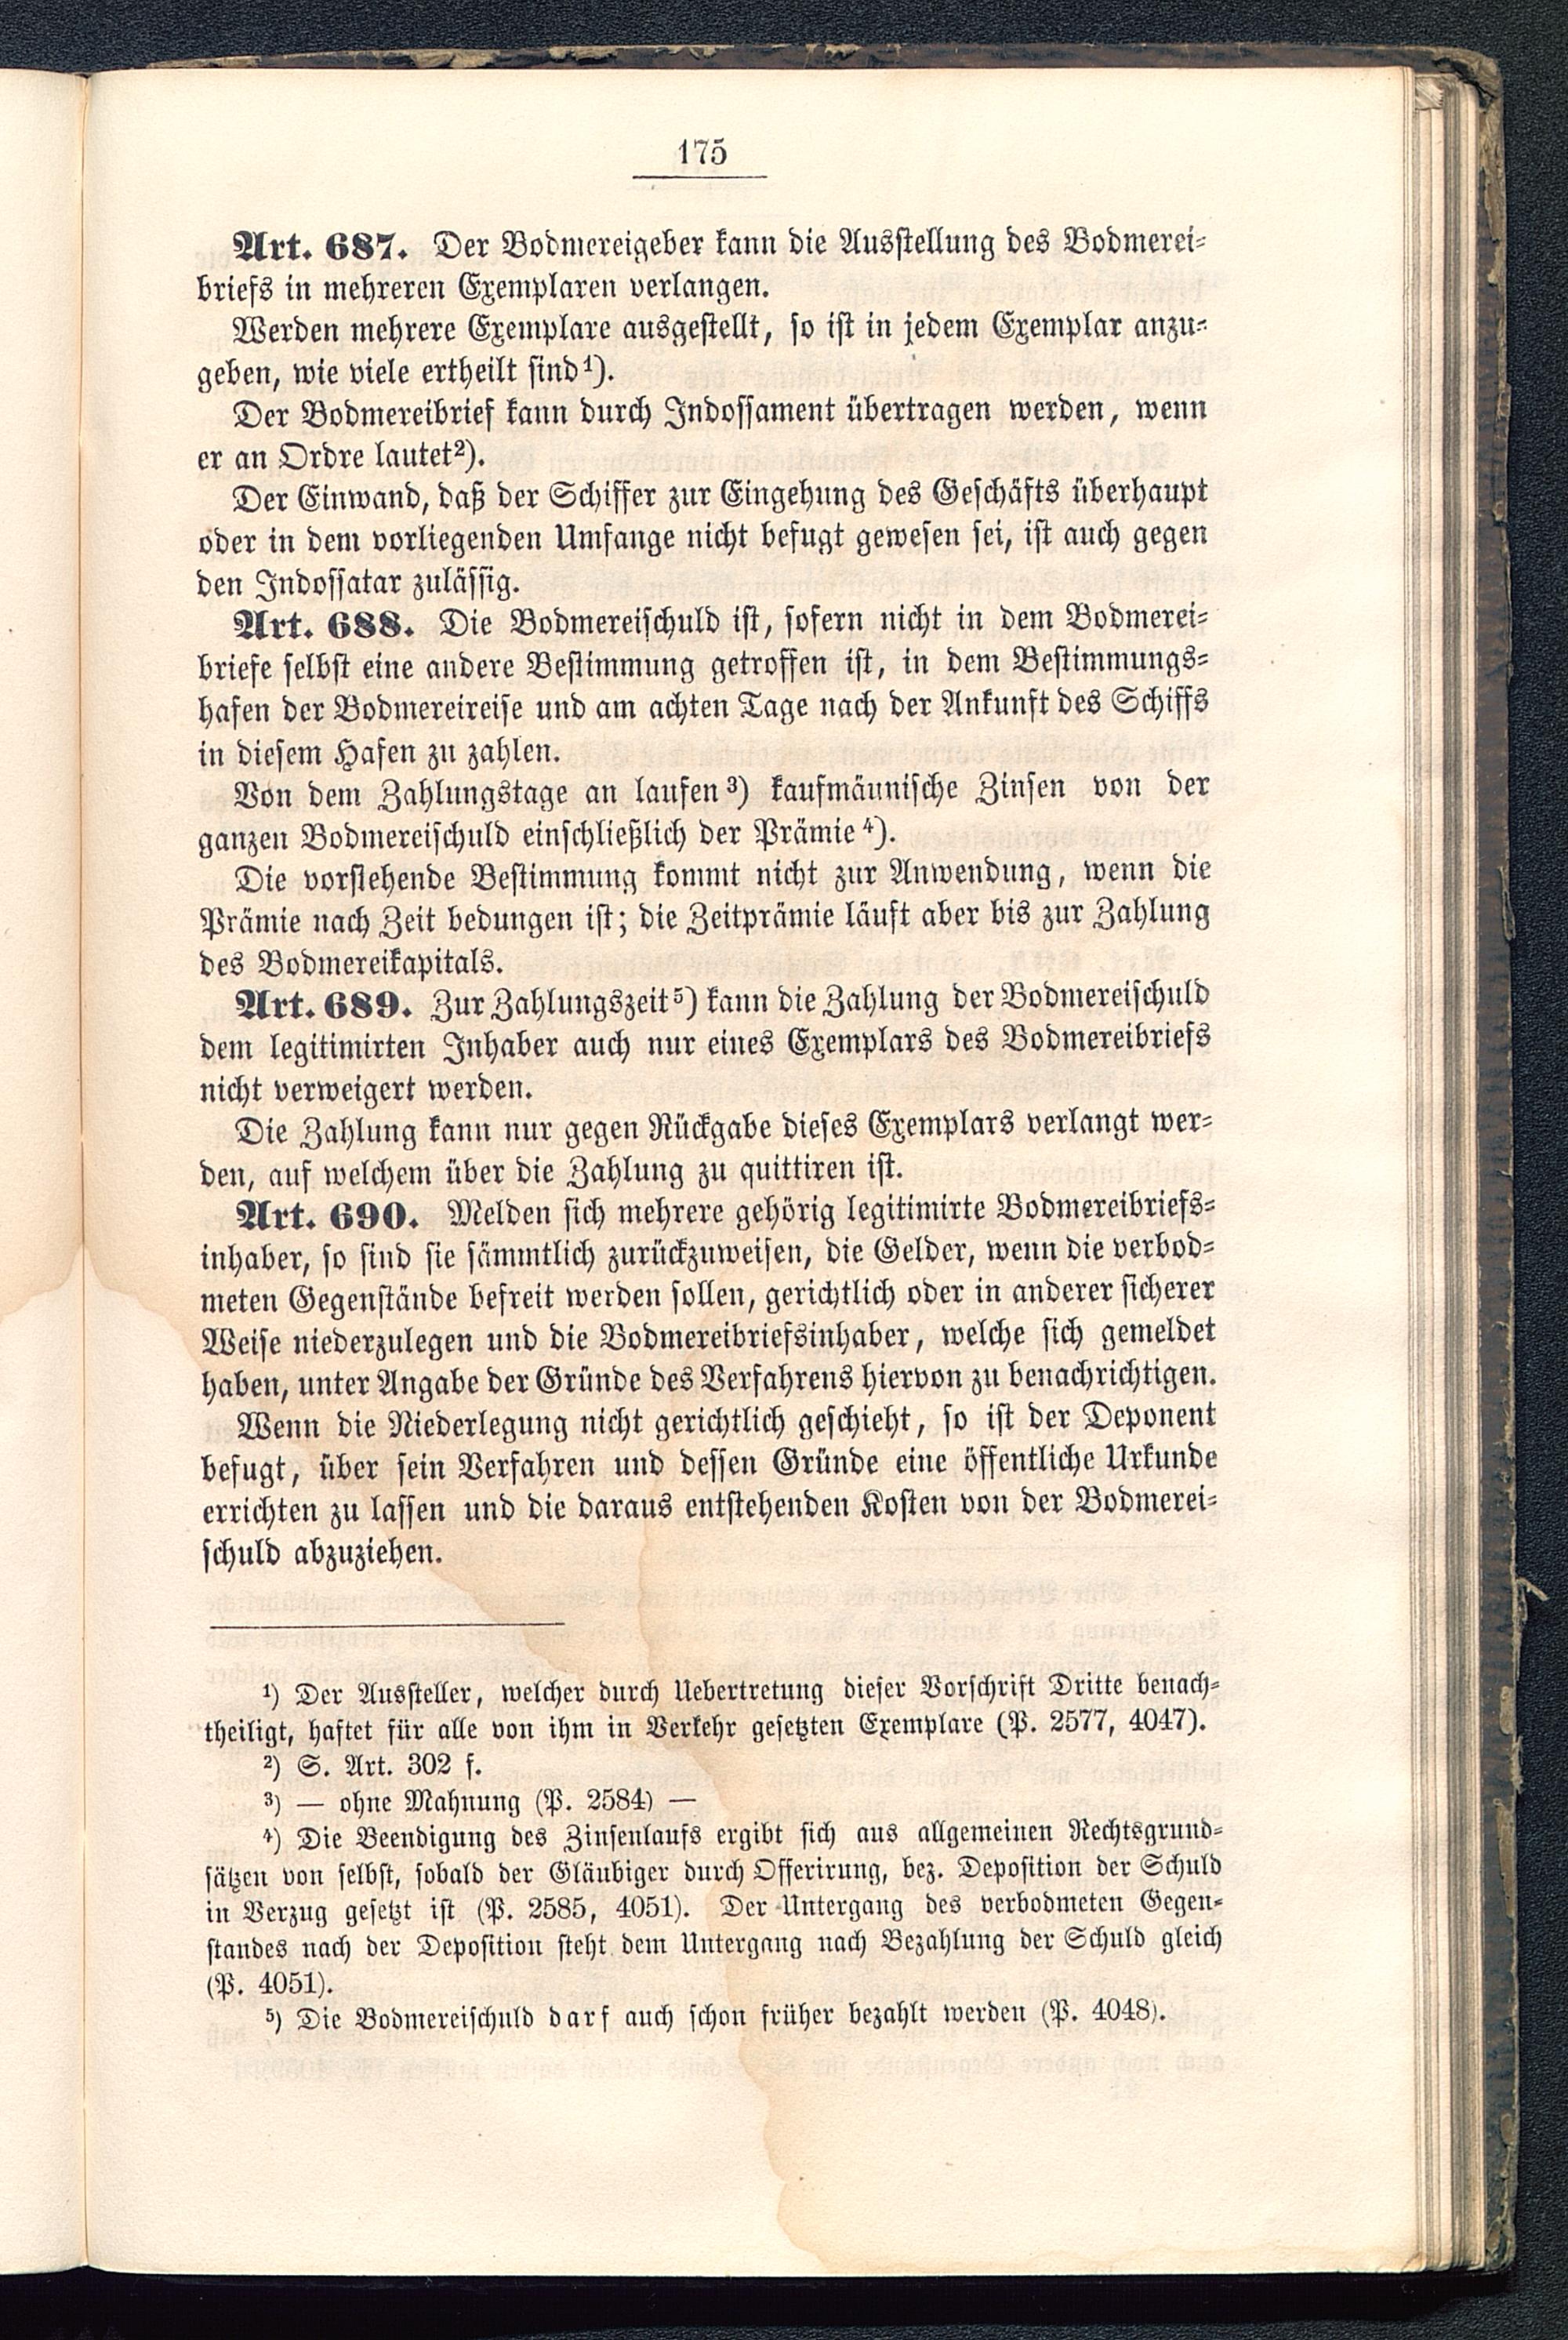 175
Art. 687. Der Bodmereigeber kann die Ausstellung des Bodmerei-
briefs in mehreren Exemplaren verlangen.
Werden mehrere Exemplare ausgestellt, so ist in jedem Exemplar anzu-
geben, wie viele ertheilt sind¹).
Der Bodmereibrief kann durch Indossament übertragen werden, wenn
er an Ordre lautet²).
Der Einwand, daß der Schiffer zur Eingehung des Geschäfts überhaupt
oder in dem vorliegenden Umfange nicht befugt gewesen sei, ist auch gegen
den Indossatar zulässig.
Art. 688. Die Bodmereischuld ist, sofern nicht in dem Bodmerei-
briefe selbst eine andere Bestimmung getroffen ist, in dem Bestimmungs-
hafen der Bodmereireise und am achten Tage nach der Ankunft des Schiffs
in diesem Hafen zu zahlen.
Von dem Zahlungstage an laufen³) kaufmännische Zinsen von der
ganzen Bodmereischuld einschließlich der Prämie⁴).
Die vorstehende Bestimmung kommt nicht zur Anwendung, wenn die
Prämie nach Zeit bedungen ist; die Zeitprämie läuft aber bis zur Zahlung
des Bodmereikapitals.
Art. 689. Zur Zahlungszeit⁵) kann die Zahlung der Bodmereischuld
dem legitimirten Inhaber auch nur eines Exemplars des Bodmereibriefs
nicht verweigert werden.
Die Zahlung kann nur gegen Rückgabe dieses Exemplars verlangt wer-
den, auf welchem über die Zahlung zu quittiren ist.
Art. 690. Melden sich mehrere gehörig legitimirte Bodmereibriefs-
inhaber, so sind sie sämmtlich zurückzuweisen, die Gelder, wenn die verbod-
meten Gegenstände befreit werden sollen, gerichtlich oder in anderer sicherer
Weise niederzulegen und die Bodmereibriefsinhaber, welche sich gemeldet
haben, unter Angabe der Gründe des Verfahrens hiervon zu benachrichtigen.
Wenn die Niederlegung nicht gerichtlich geschieht, so ist der Deponent
befugt, über sein Verfahren und dessen Gründe eine öffentliche Urkunde
errichten zu lassen und die daraus entstehenden Kosten von der Bodmerei-
schuld abzuziehen.
¹) Der Aussteller, welcher durch Uebertretung dieser Vorschrift Dritte benach-
theiligt, haftet für alle von ihm in Verkehr gesetzten Exemplare (P. 2577, 4047).
²) S. Art. 302 f.
³) — ohne Mahnung (P. 2584) —
⁴) Die Beendigung des Zinsenlaufs ergibt sich aus allgemeinen Rechtsgrund-
sätzen von selbst, sobald der Gläubiger durch Offerirung, bez. Deposition der Schuld
in Verzug gesetzt ist (P. 2585, 4051). Der Untergang des verbodmeten Gegen-
standes nach der Deposition steht dem Untergang nach Bezahlung der Schuld gleich
(P. 4051).
⁵) Die Bodmereischuld darf auch schon früher bezahlt werden (P. 4048).